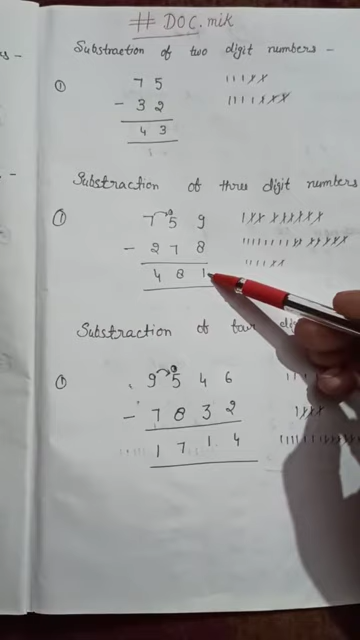 # DOC.mik
Substraction of two digit numbers -
① 7 5
- 3 2
4 3
Substraction of three digit numbers
① 7 5 9
- 2 7 8
4 8 1
Substraction of four
① 9 5 4 6
- 7 8 3 2
1 7 1 4